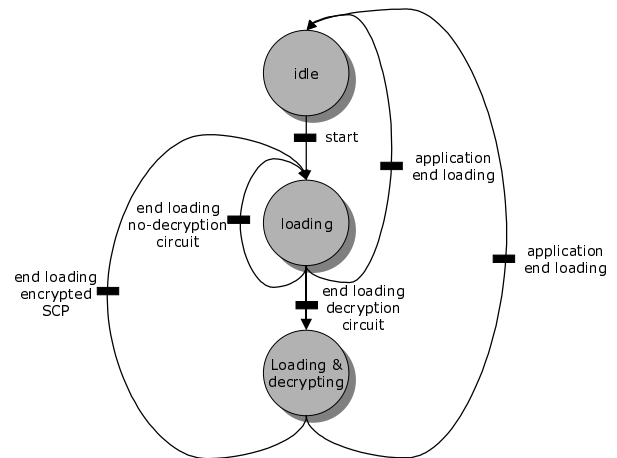 idle
start
application
end loading
end loading
no-decryption
circuit
loading
application
end loading
end loading
encrypted
SCP
end loading
decryption
circuit
Loading &
decrypting